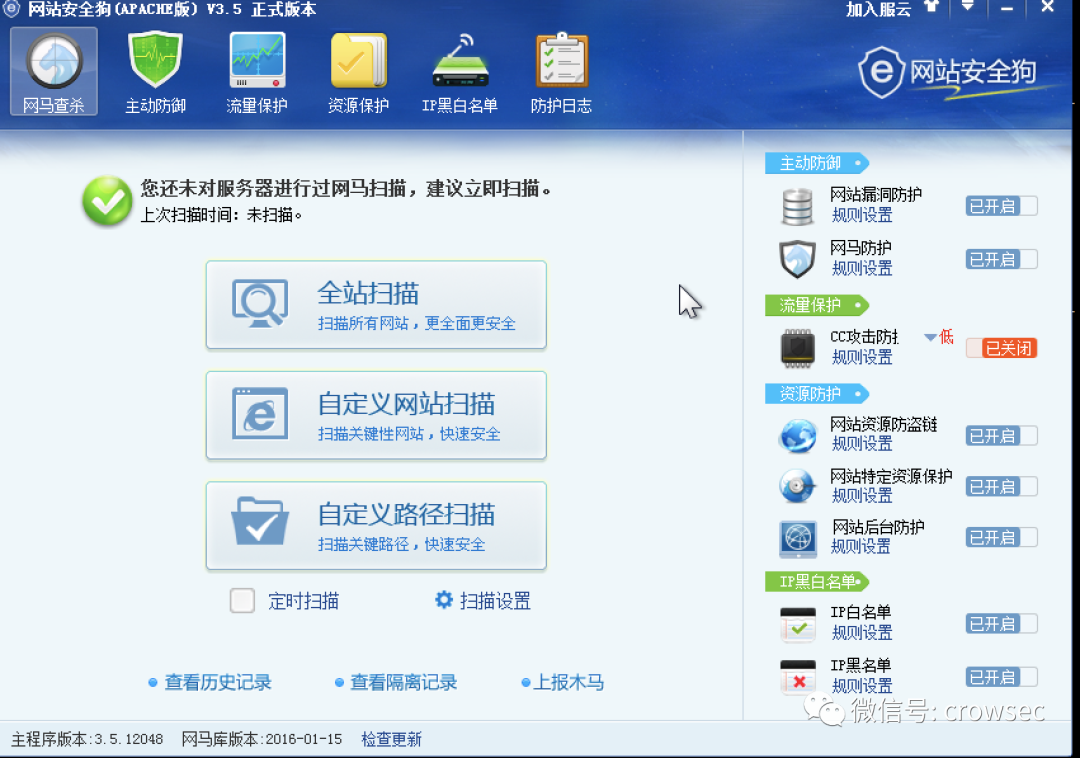 网站安全狗(APACHE版) V3.5 正式版本
加入服云
网马查杀 主动防御 流量保护 资源保护 IP黑白名单 防护日志
网站安全狗
您还未对服务器进行过网马扫描，建议立即扫描。
上次扫描时间: 未扫描。
全站扫描
扫描所有网站，更全面更安全
自定义网站扫描
扫描关键性网站，快速安全
自定义路径扫描
扫描关键路径，快速安全
定时扫描 扫描设置
查看历史记录 查看隔离记录 上报木马
主动防御
网站漏洞防护
规则设置 已开启
网马防护
规则设置 已开启
流量保护
CC攻击防护 低
规则设置 已关闭
资源防护
网站资源防盗链
规则设置 已开启
网站特定资源保护
规则设置 已开启
网站后台防护
规则设置 已开启
IP黑白名单
IP白名单
规则设置 已开启
IP黑名单
规则设置 已开启
微信号: crowsec
主程序版本:3.5.12048 网马库版本:2016-01-15 检查更新